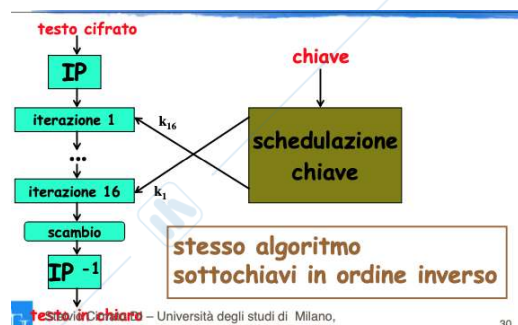 testo cifrato
IP
chiave
iterazione 1
k16
schedulazione
chiave
...
iterazione 16
k1
scambio
IP -1
stesso algoritmo
sottochiavi in ordine inverso
testo in chiaro
– Università degli studi di Milano,
30